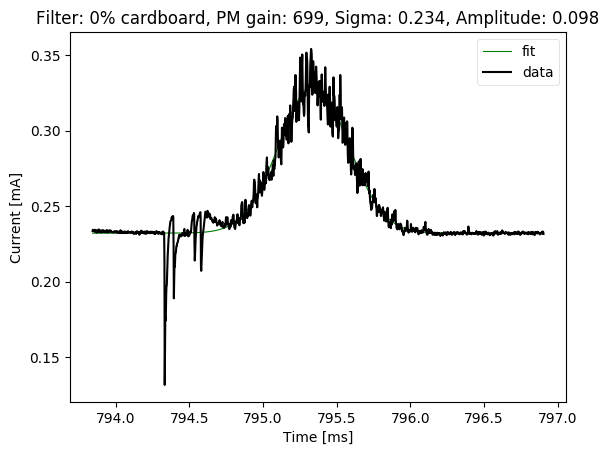 Filter: 0% cardboard, PM gain: 699, Sigma: 0.234, Amplitude: 0.098
fit
data
0.35
0.30
0.25
0.20
0.15
Current [mA]
794.0 794.5 795.0 795.5 796.0 796.5 797.0
Time [ms]